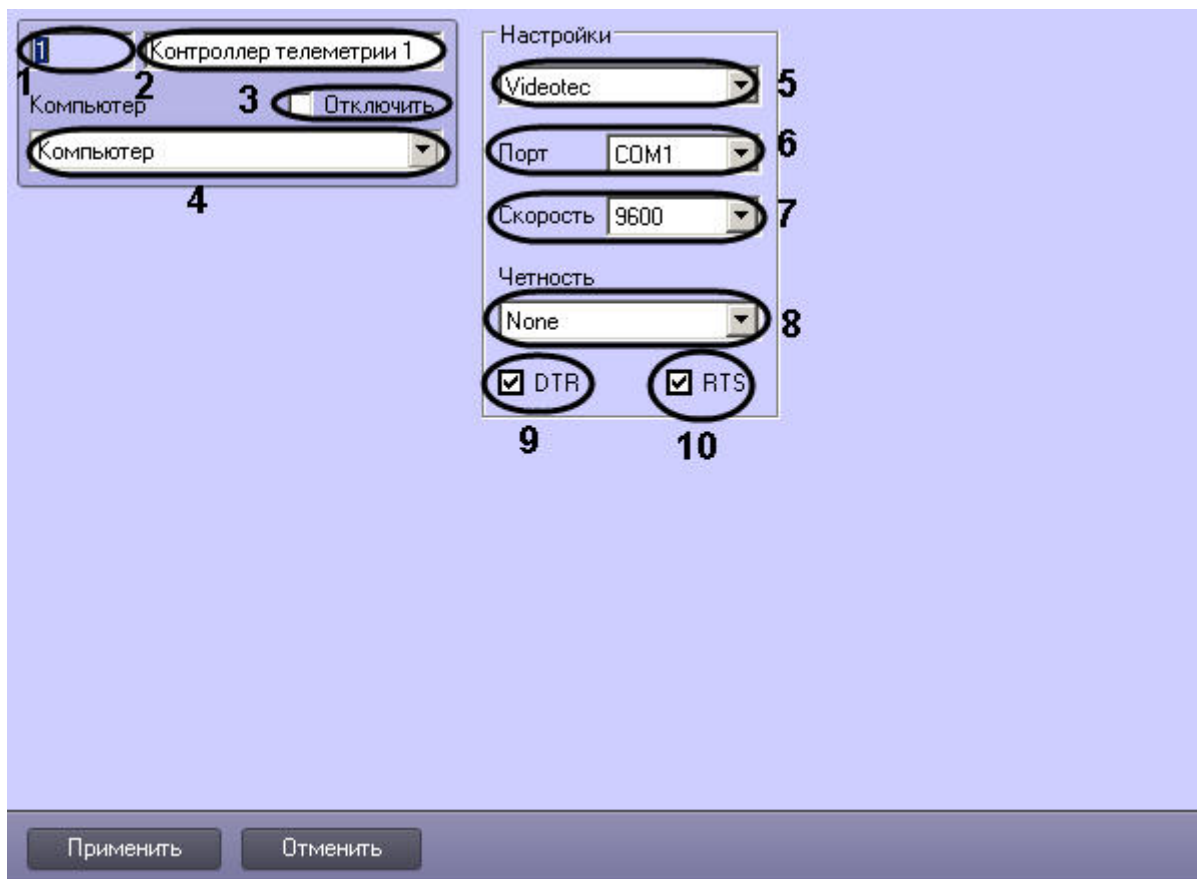 1 Контроллер телеметрии 1
1 2
Компьютер 3 Отключить
Компьютер
4
Настройки
Videotec 5
Порт COM1 6
Скорость 9600 7
Четность
None 8
DTR RTS
9 10
Применить Отменить